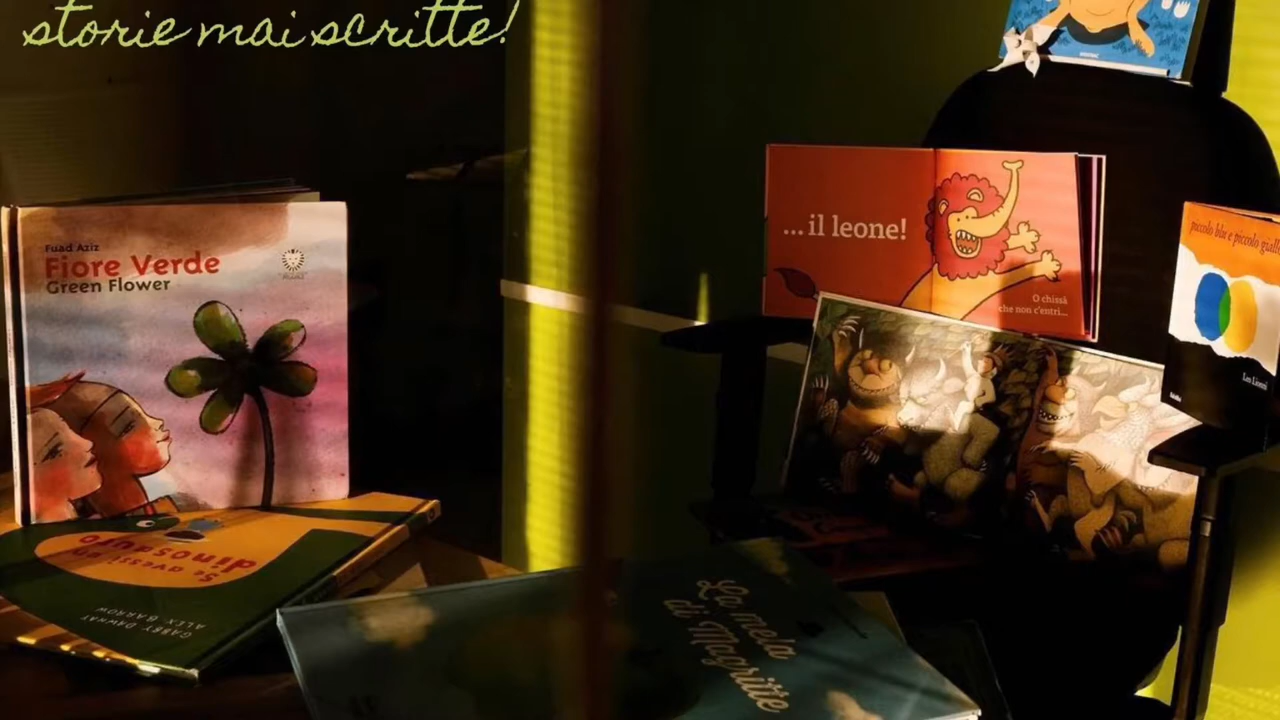 storie mai scritte!
Fuad Aziz
Fiore Verde
Green Flower
...il leone!
O chissà
che non c'entri...
piccolo blu e piccolo giallo
Leo Lionni
Se avessi un
dinosauro
GABBY DAWNAY
ALEX BARROW
La mela
di Magritte